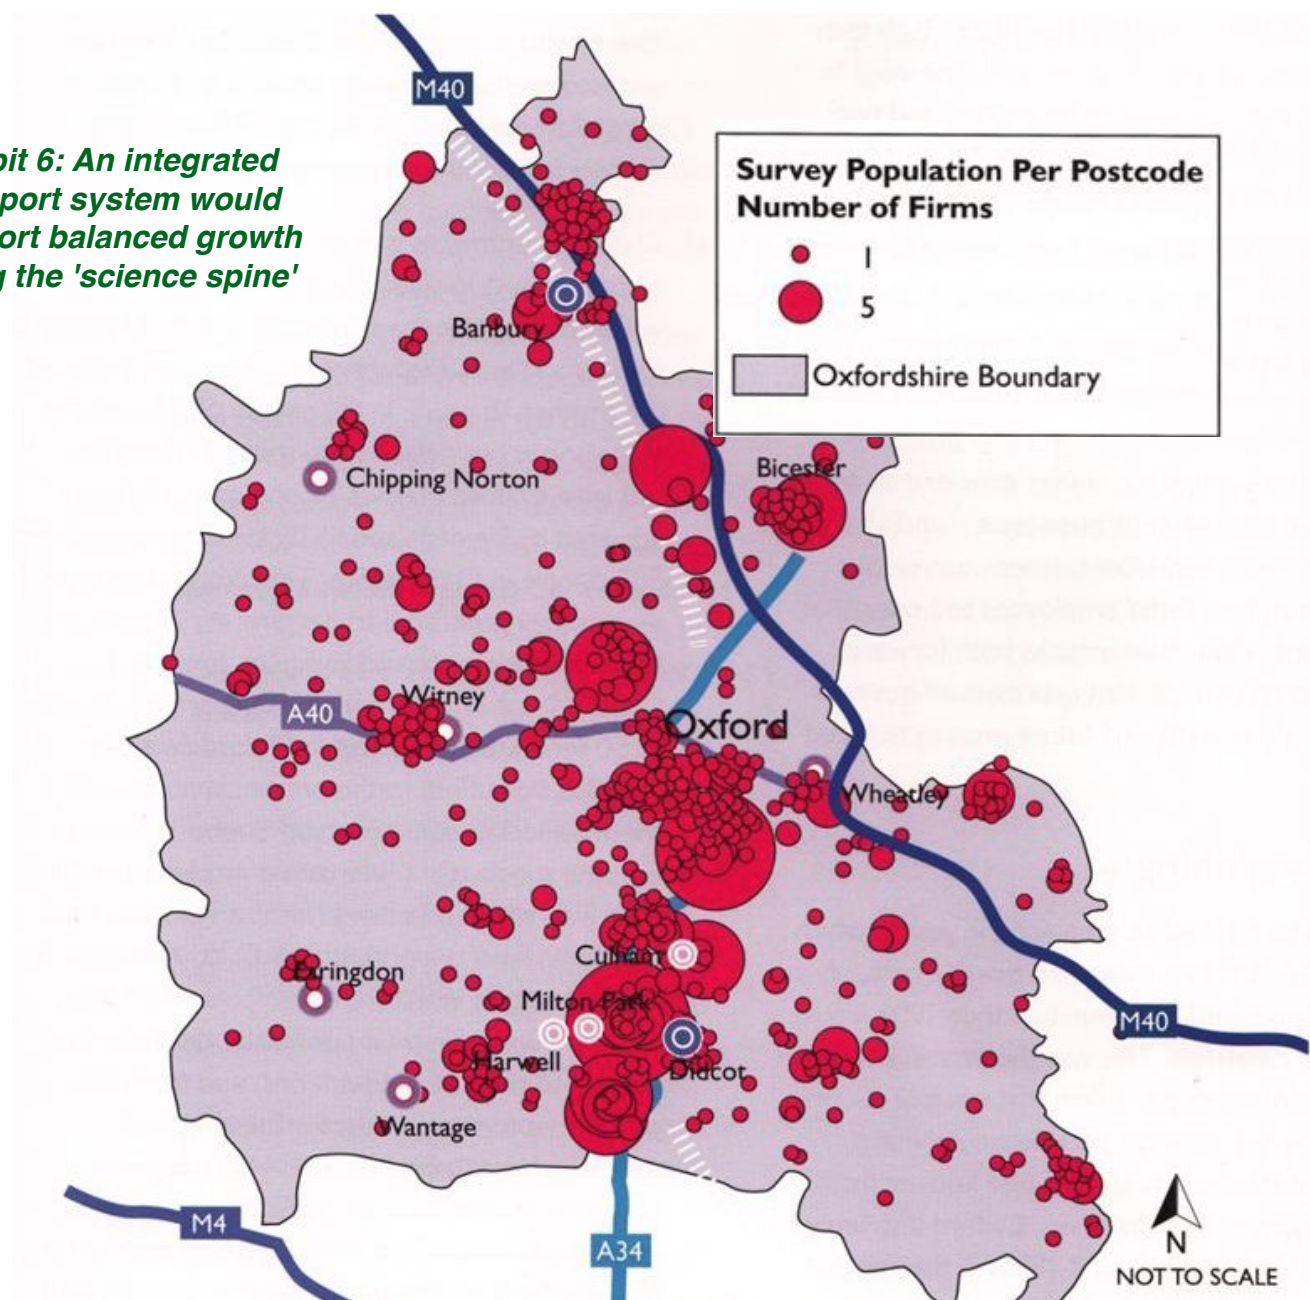 M40
bit 6: An integrated
port system would
ort balanced growth
g the 'science spine'
Survey Population Per Postcode
Number of Firms
1
5
Oxfordshire Boundary
Banbury
Chipping Norton
Bicester
Witney
A40
Oxford
Wheatley
Culham
Faringdon
Milton Park
M40
Harwell
Didcot
Wantage
M4
A34
N
NOT TO SCALE